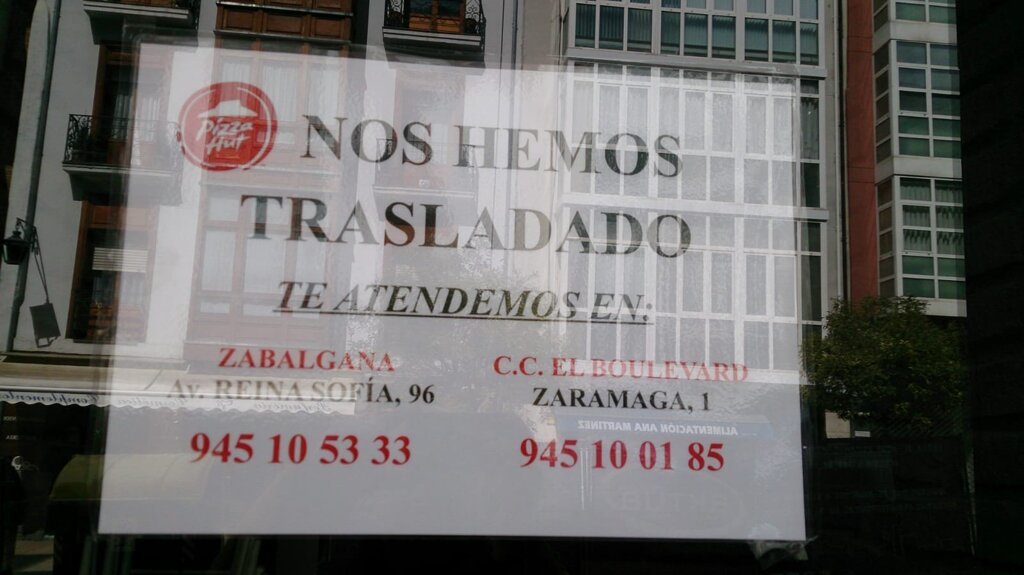 Pizza
Hut
NOS HEMOS
TRASLADADO
TE ATENDEMOS EN:
ZABALGANA
Av. REINA SOFÍA, 96
945 10 53 33
C.C. EL BOULEVARD
ZARAMAGA, 1
945 10 01 85
ALIMENTACIÓN ANA MARTINEZ